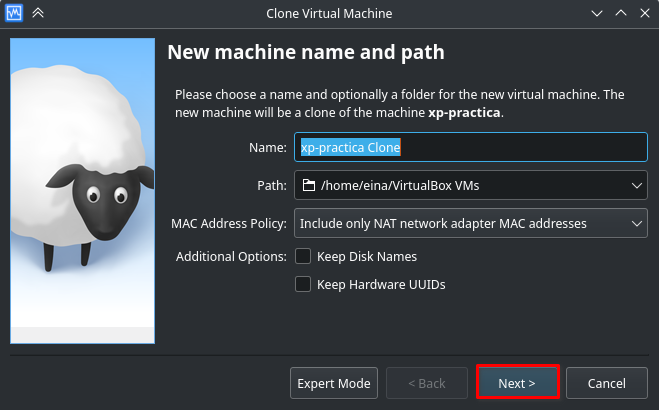 Clone Virtual Machine
New machine name and path
Please choose a name and optionally a folder for the new virtual machine. The
new machine will be a clone of the machine xp-practica.
Name: xp-practica Clone
Path: /home/eina/VirtualBox VMs
MAC Address Policy: Include only NAT network adapter MAC addresses
Additional Options: Keep Disk Names
Keep Hardware UUIDs
Expert Mode < Back Next > Cancel